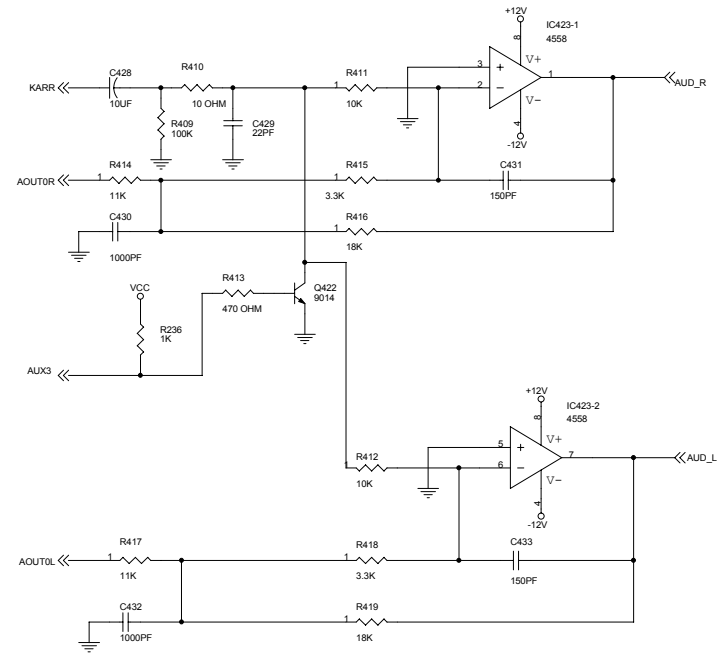 +12V
IC423-1
4558
8
V+
3
+
1
2
−
V−
4
-12V
AUD_R
KARR
C428
10UF
R410
10 OHM
R409
100K
C429
22PF
1
R411
10K
AOUT0R
1
R414
11K
1
R415
3.3K
C431
150PF
C430
1000PF
1
R416
18K
VCC
R236
1K
R413
470 OHM
Q422
9014
AUX3
+12V
IC423-2
4558
8
V+
5
+
7
6
−
V−
4
-12V
AUD_L
1
R412
10K
AOUT0L
1
R417
11K
1
R418
3.3K
C433
150PF
C432
1000PF
1
R419
18K